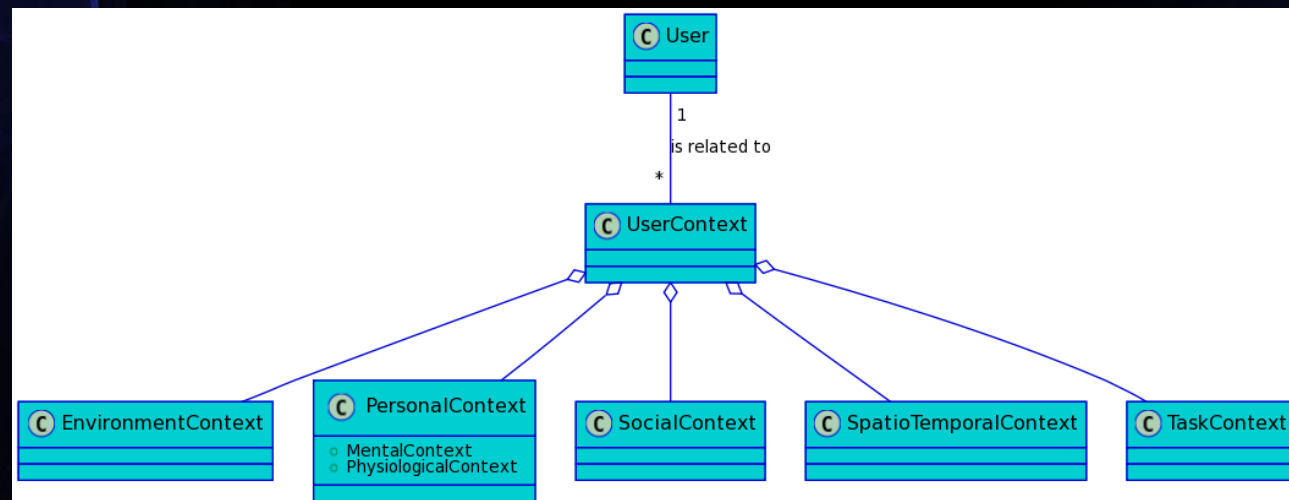 C User
1
is related to
*
C UserContext
C EnvironmentContext
C PersonalContext
MentalContext
PhysiologicalContext
C SocialContext
C SpatioTemporalContext
C TaskContext